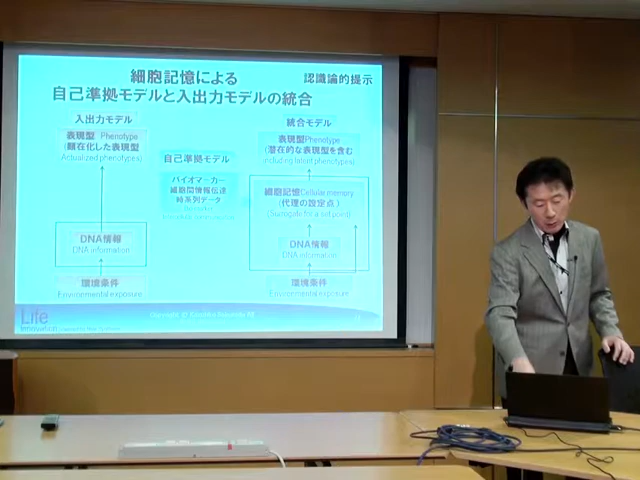 細胞記憶による
自己準拠モデルと入出力モデルの統合
認識論的提示
入出力モデル
表現型 Phenotype
(顕在化した表現型)
Actualized phenotypes)
DNA情報
DNA information
環境条件
Environmental exposure
自己準拠モデル
バイオマーカー
細胞間情報伝達
時系列データ
統合モデル
表現型Phenotype
(潜在的な表現型を含む
including latent phenotypes)
細胞記憶Cellular memory
(代理の設定点)
(Surrogate for a set point)
DNA情報
DNA information
環境条件
Environmental exposure
Life
Copyright ©